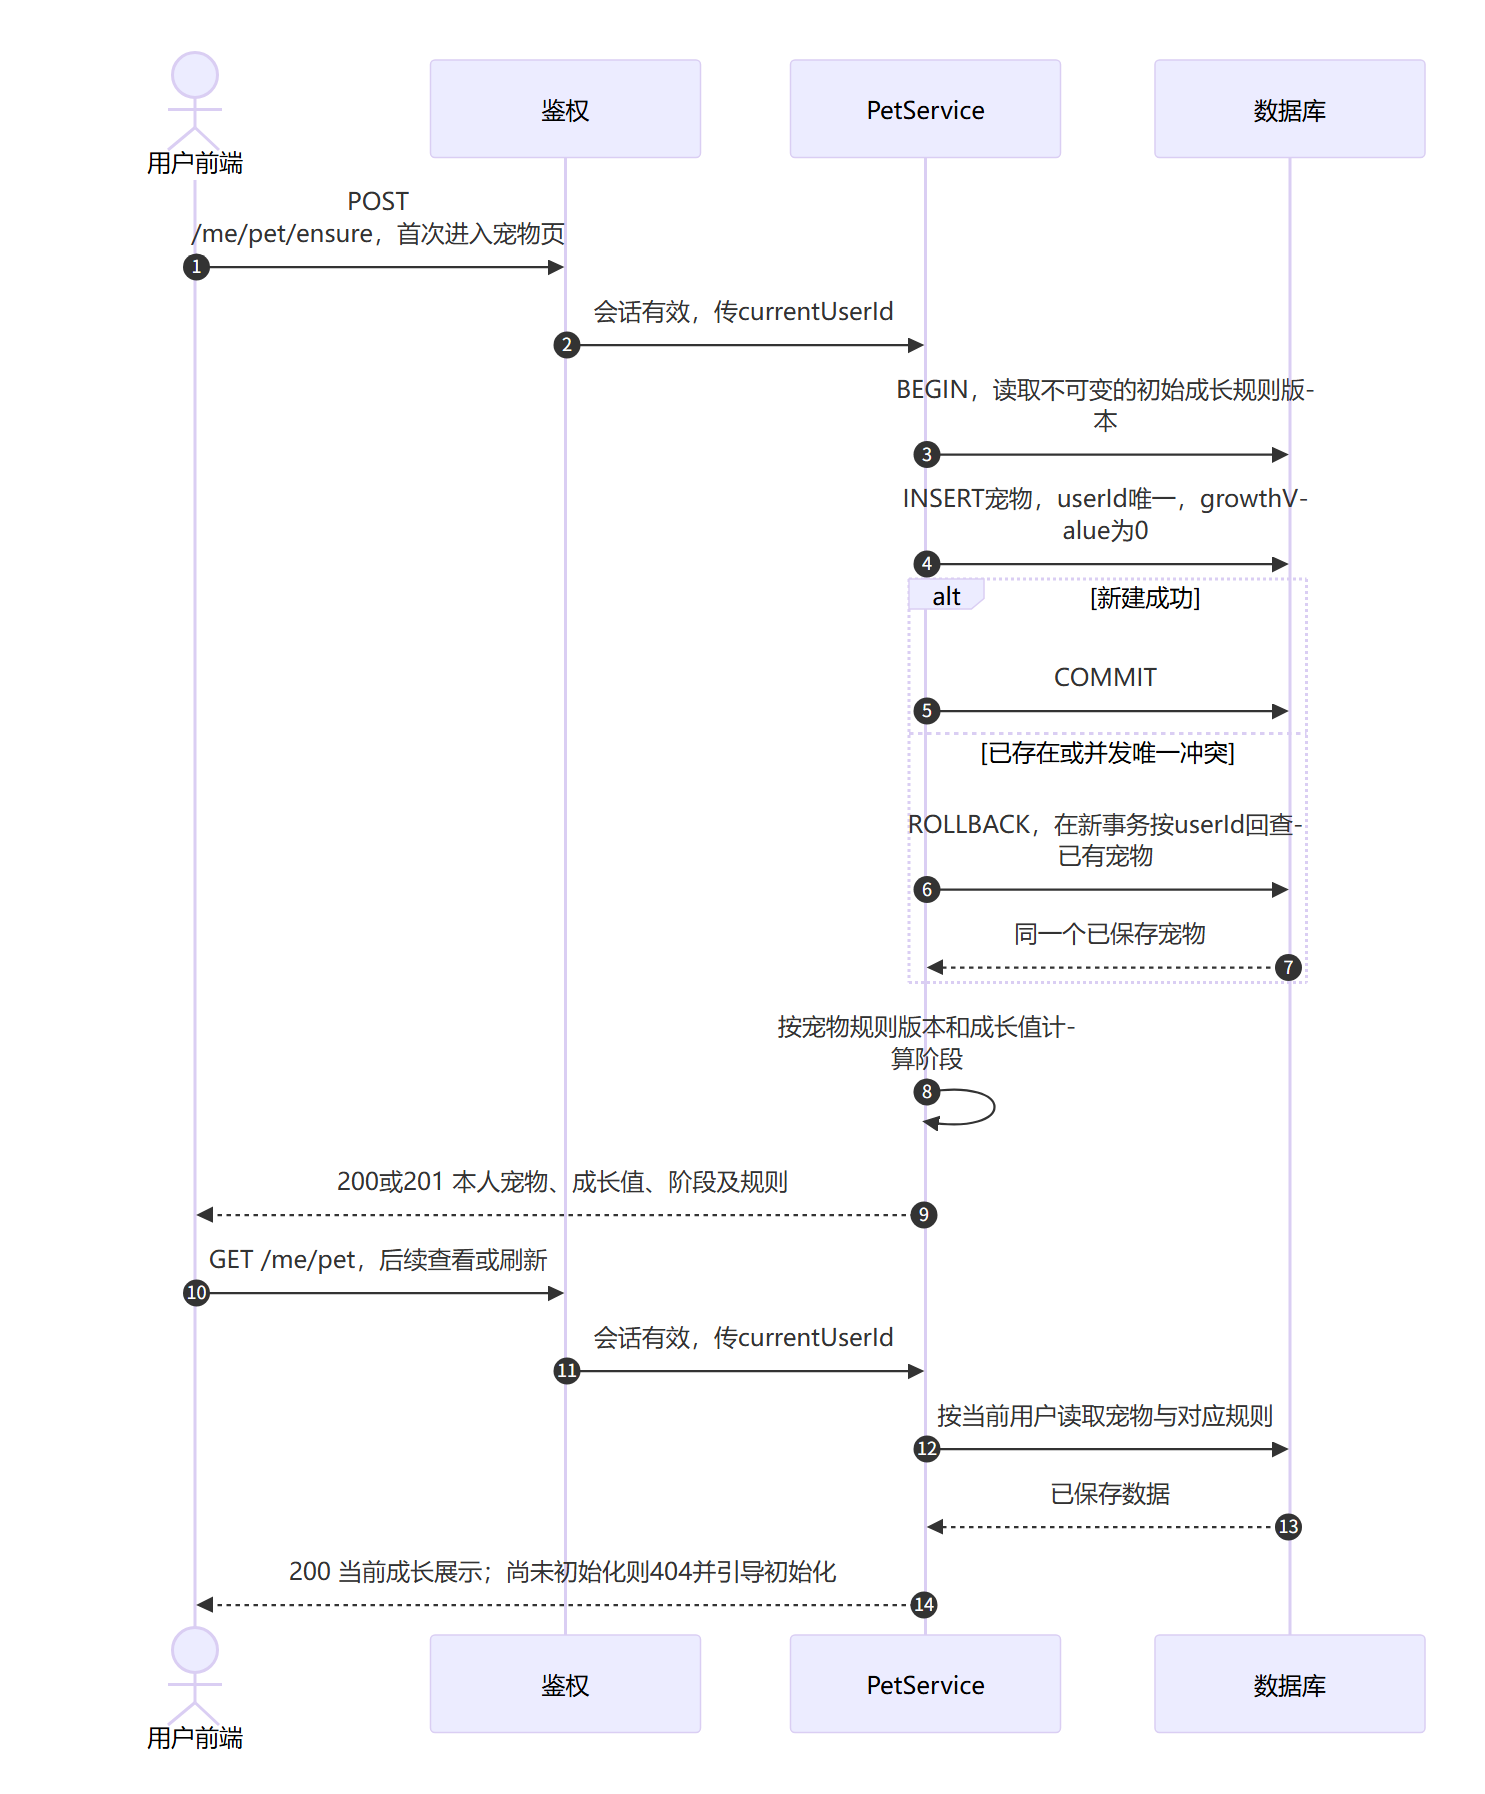 用户前端
鉴权
PetService
数据库
POST
/me/pet/ensure，首次进入宠物页
1
会话有效，传currentUserId
2
BEGIN，读取不可变的初始成长规则版-
本
3
INSERT宠物，userId唯一，growthV-
alue为0
4
alt
[新建成功]
COMMIT
5
[已存在或并发唯一冲突]
ROLLBACK，在新事务按userId回查-
已有宠物
6
同一个已保存宠物
7
按宠物规则版本和成长值计-
算阶段
8
200或201 本人宠物、成长值、阶段及规则
9
GET /me/pet，后续查看或刷新
10
会话有效，传currentUserId
11
按当前用户读取宠物与对应规则
12
已保存数据
13
200 当前成长展示；尚未初始化则404并引导初始化
14
用户前端
鉴权
PetService
数据库